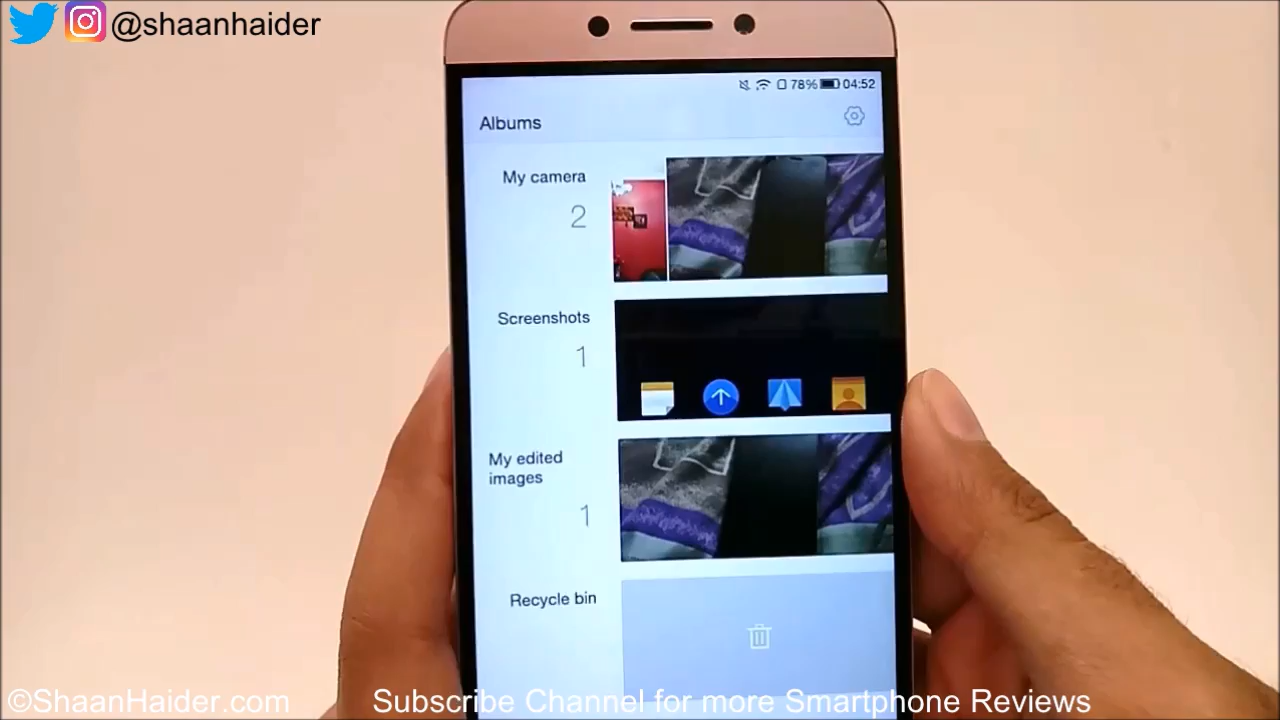 @shaanhaider
78% 04:52
Albums
My camera
2
Screenshots
1
My edited
images
1
Recycle bin
©ShaanHaider.com
Subscribe Channel for more Smartphone Reviews